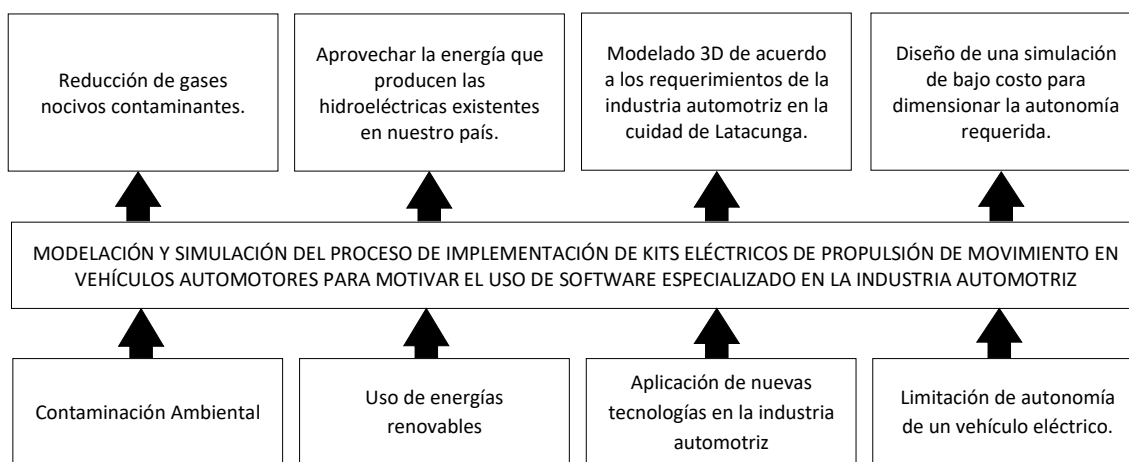 Reducción de gases
nocivos contaminantes.
Aprovechar la energía que
producen las
hidroeléctricas existentes
en nuestro país.
Modelado 3D de acuerdo
a los requerimientos de la
industria automotriz en la
cuidad de Latacunga.
Diseño de una simulación
de bajo costo para
dimensionar la autonomía
requerida.
MODELACIÓN Y SIMULACIÓN DEL PROCESO DE IMPLEMENTACIÓN DE KITS ELÉCTRICOS DE PROPULSIÓN DE MOVIMIENTO EN
VEHÍCULOS AUTOMOTORES PARA MOTIVAR EL USO DE SOFTWARE ESPECIALIZADO EN LA INDUSTRIA AUTOMOTRIZ
Contaminación Ambiental
Uso de energías
renovables
Aplicación de nuevas
tecnologías en la industria
automotriz
Limitación de autonomía
de un vehículo eléctrico.